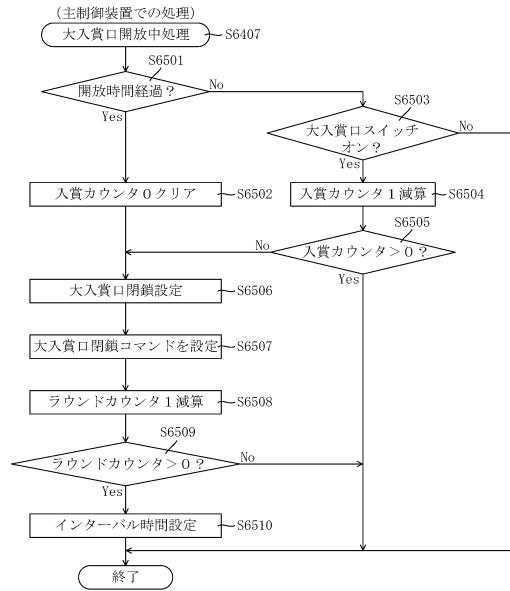 (主制御装置での処理)
大入賞口開放中処理
S6407
S6501
開放時間経過？
No
Yes
S6503
大入賞口スイッチ
オン？
No
Yes
入賞カウンタ０クリア
S6502
入賞カウンタ１減算
S6504
S6505
入賞カウンタ＞０？
No
Yes
大入賞口閉鎖設定
S6506
大入賞口閉鎖コマンドを設定
S6507
ラウンドカウンタ１減算
S6508
S6509
ラウンドカウンタ＞０？
No
Yes
インターバル時間設定
S6510
終了